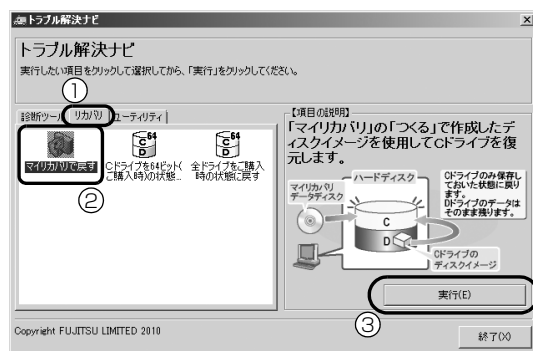 トラブル解決ナビ
トラブル解決ナビ
実行したい項目をクリックして選択してから、「実行」をクリックしてください。
①
診断ツール
リカバリ
ユーティリティ
マイリカバリで戻す
Cドライブを64ビット(
ご購入時)の状態...
全ドライブをご購入
時の状態に戻す
64
C
D
64
C
D
②
【項目の説明】
「マイリカバリ」の「つくる」で作成したデ
ィスクイメージを使用してCドライブを復
元します。
ハードディスク
マイリカバリ
データディスク
Cドライブのみ保存し
ておいた状態に戻り
ます。
Dドライブのデータは
そのまま残ります。
C
D
Cドライブの
ディスクイメージ
実行(E)
③
Copyright FUJITSU LIMITED 2010
終了(X)